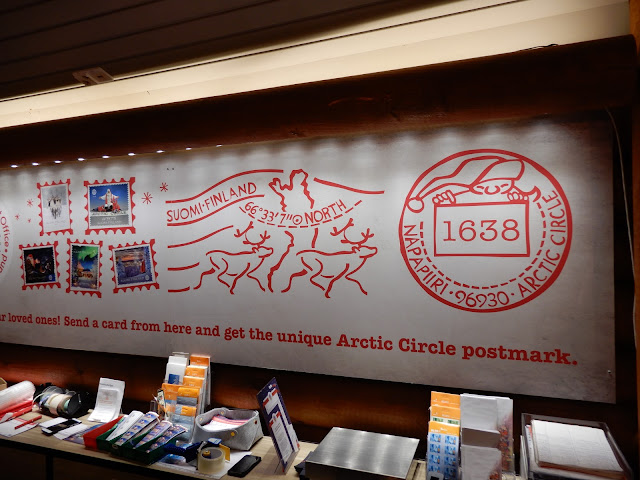 SUOMI-FINLAND
66°33'7"⊙ NORTH
1638
NAPAPIIRI · 96930 · ARCTIC CIRCLE
Office
loved ones! Send a card from here and get the unique Arctic Circle postmark.